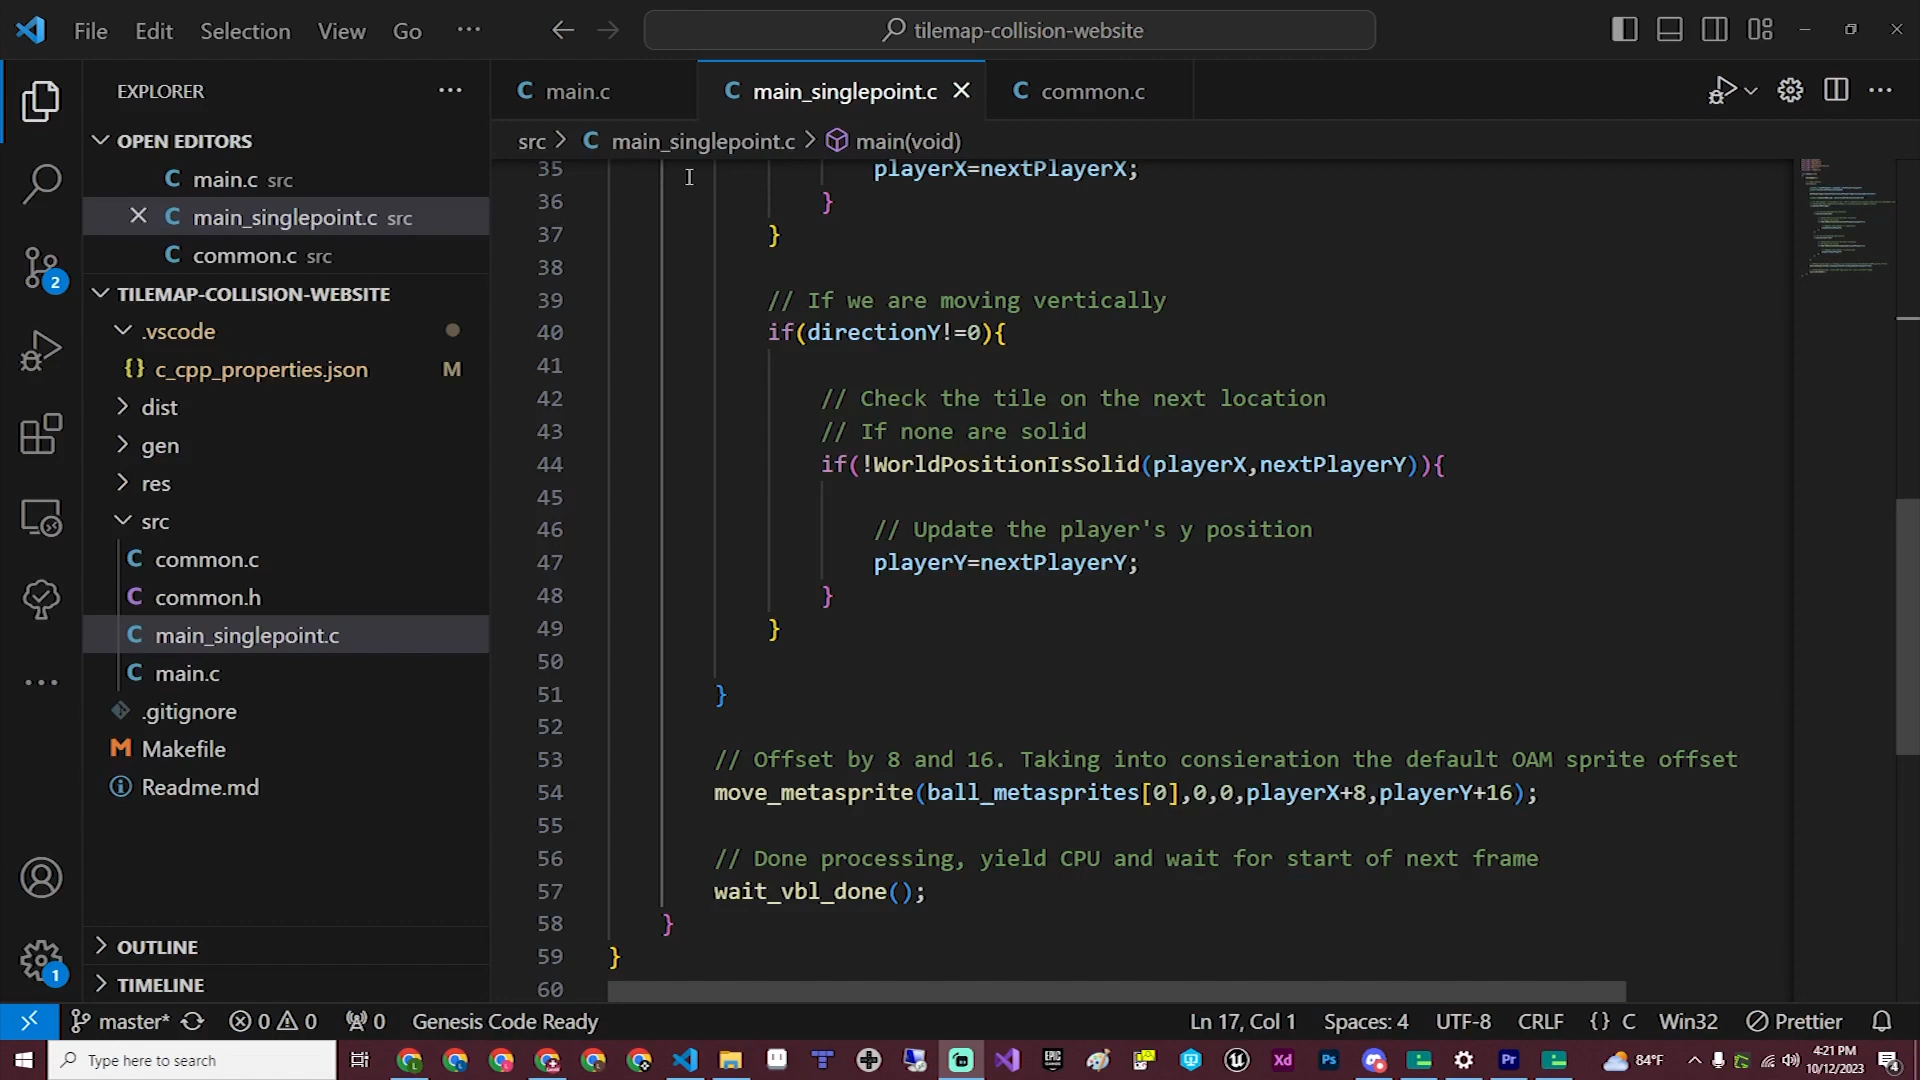 File Edit Selection View Go ··· tilemap-collision-website
EXPLORER ···
OPEN EDITORS
C main.c src
C main_singlepoint.c src
C common.c src
TILEMAP-COLLISION-WEBSITE
.vscode
{} c_cpp_properties.json M
dist
gen
res
src
C common.c
C common.h
C main_singlepoint.c
C main.c
.gitignore
M Makefile
Readme.md
OUTLINE
TIMELINE
2
1
C main.c C main_singlepoint.c C common.c
src > C main_singlepoint.c > main(void)
35 playerX=nextPlayerX;
36 }
37 }
38
39 // If we are moving vertically
40 if(directionY!=0){
41
42 // Check the tile on the next location
43 // If none are solid
44 if(!WorldPositionIsSolid(playerX,nextPlayerY)){
45
46 // Update the player's y position
47 playerY=nextPlayerY;
48 }
49 }
50
51 }
52
53 // Offset by 8 and 16. Taking into consieration the default OAM sprite offset
54 move_metasprite(ball_metasprites[0],0,0,playerX+8,playerY+16);
55
56 // Done processing, yield CPU and wait for start of next frame
57 wait_vbl_done();
58 }
59 }
60
master* 0 0 0 Genesis Code Ready Ln 17, Col 1 Spaces: 4 UTF-8 CRLF {} C Win32 Prettier
Type here to search EPIC GAMES Xd Ps Pr 84°F 4:21 PM
10/12/2023 4